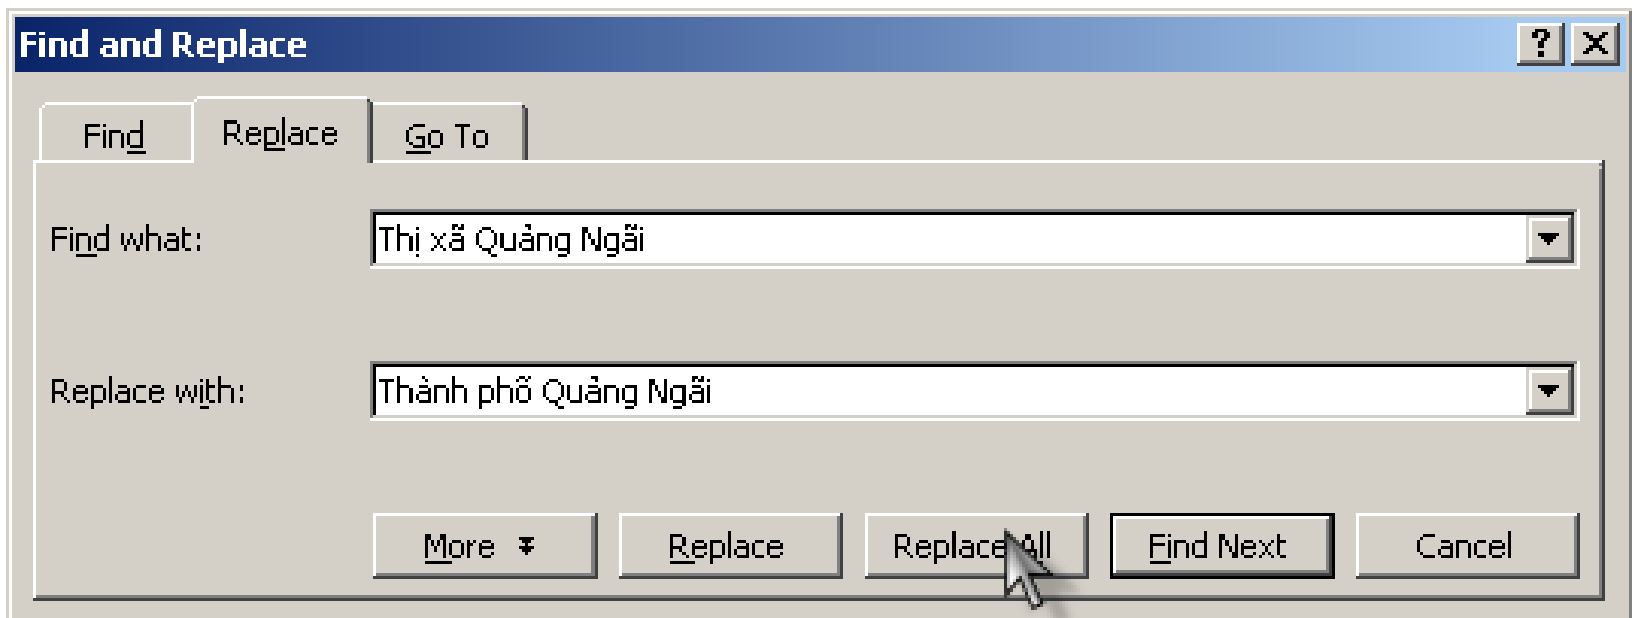 Find and Replace
Find Replace Go To
Find what: Thị xã Quảng Ngãi
Replace with: Thành phỗ Quảng Ngãi
More Replace Replace All Find Next Cancel